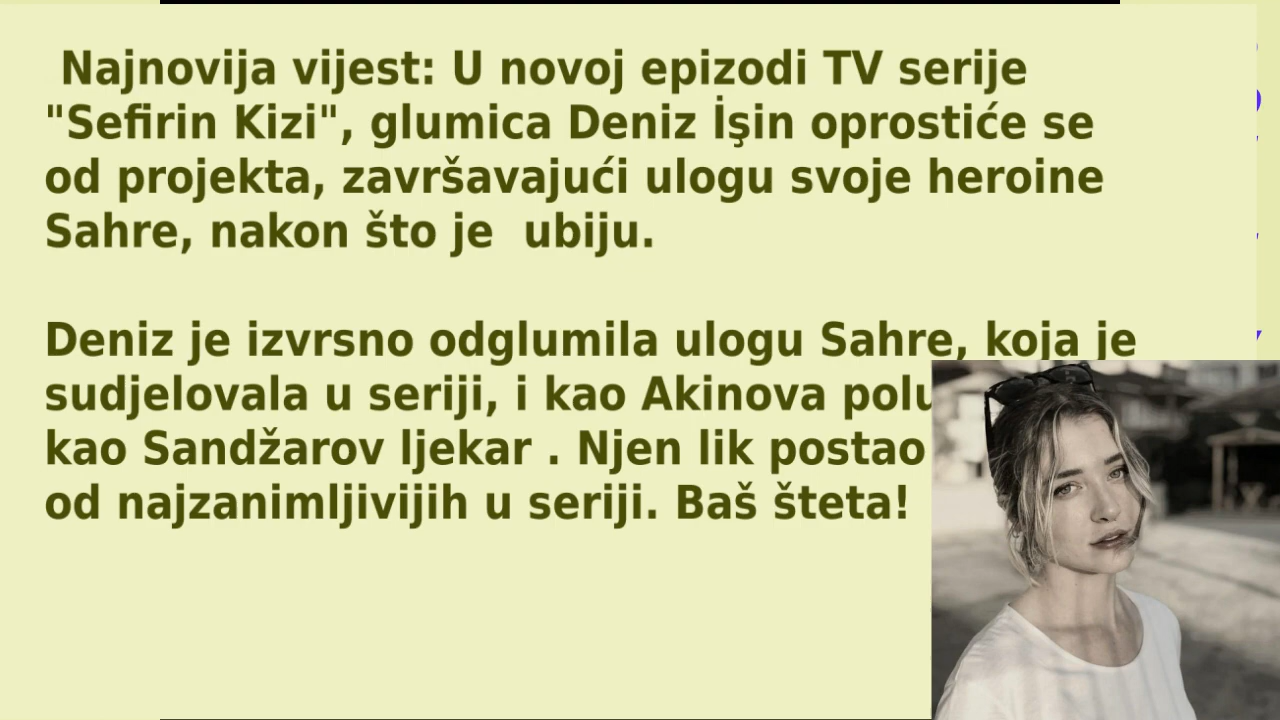 Najnovija vijest: U novoj epizodi TV serije
"Sefirin Kizi", glumica Deniz İşin oprostiće se
od projekta, završavajući ulogu svoje heroine
Sahre, nakon što je ubiju.
Deniz je izvrsno odglumila ulogu Sahre, koja je
sudjelovala u seriji, i kao Akinova
kao Sandžarov ljekar . Njen lik postao
od najzanimljivijih u seriji. Baš šteta!